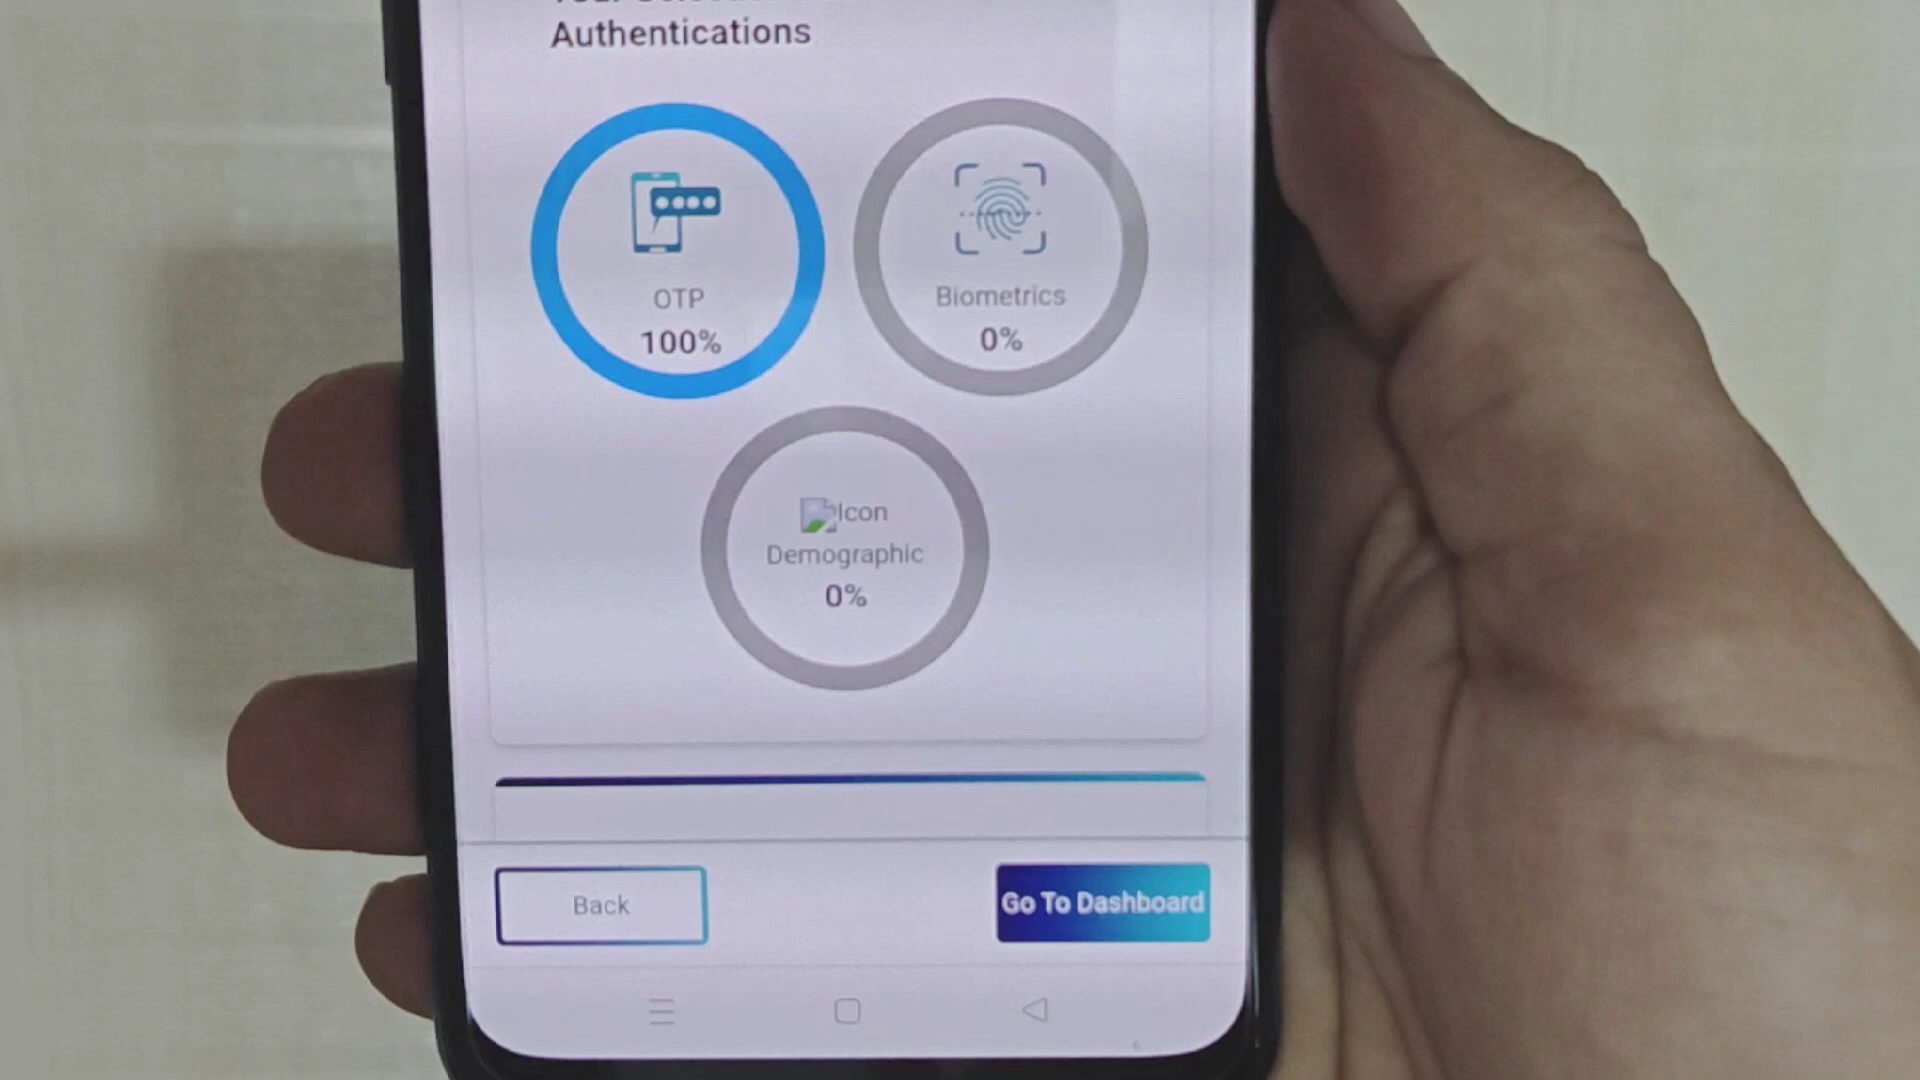 Authentications
OTP
100%
Biometrics
0%
Icon
Demographic
0%
Back
Go To Dashboard